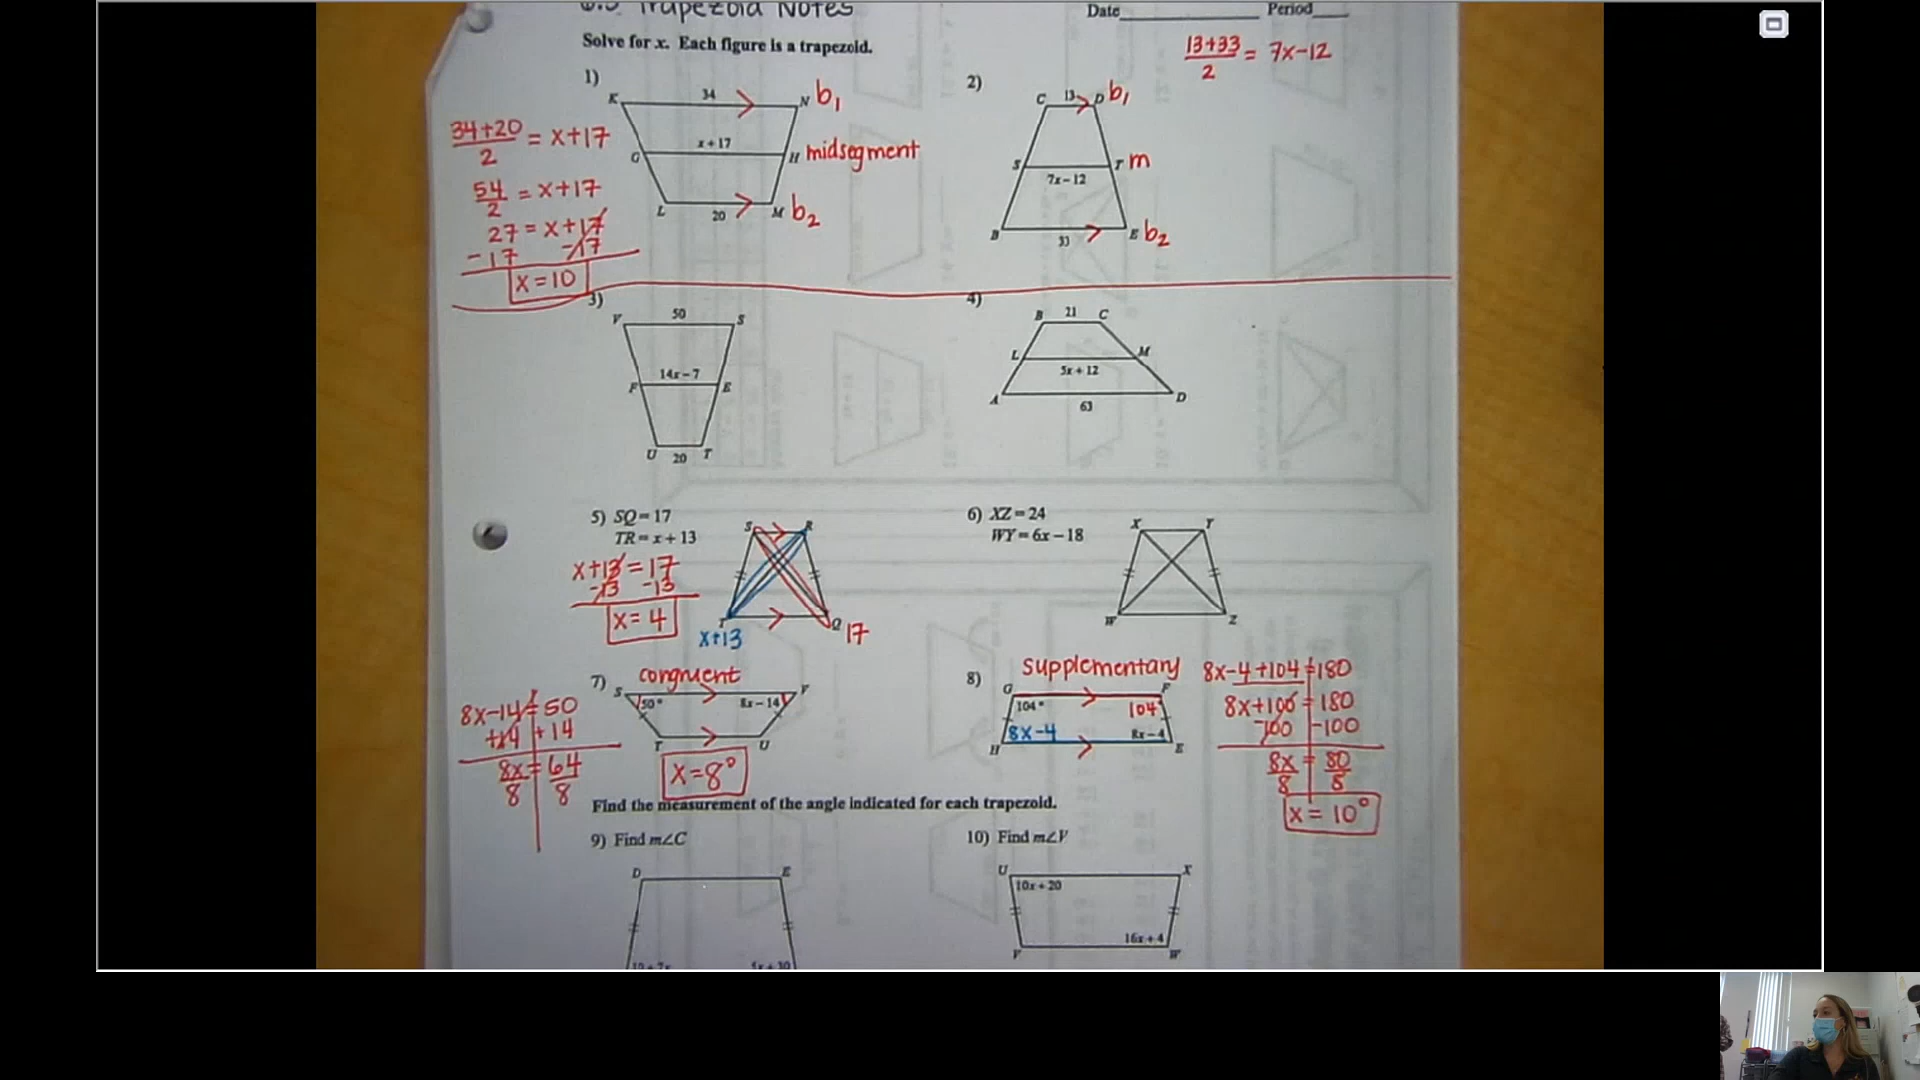 6.5 Trapezoid Notes
Date Period
Solve for x. Each figure is a trapezoid.
13+33
2
= 7x-12
1)
K 34 N b1
x+17
G H midsegment
L 20 M b2
34+20
2
= x+17
54
2
= x+17
27 = x+17
-17 -17
x=10
2)
C 13 D b1
S T m
7x-12
B 33 E b2
3)
V 50 S
14x-7
F E
U 20 T
4)
B 21 C
L M
5x+12
A 63 D
5) SQ=17
TR=x+13
S R
T Q 17
x+13
x+13=17
-13 -13
x=4
6) XZ=24
WY=6x-18
X Y
W Z
7) congruent
S V
50° 8x-14
T U
8x-14=50
+14 +14
8x = 64
8 8
x=8°
8) supplementary
G F
104° 104
8x-4 8x-4
H E
8x-4+104=180
8x+100=180
-100 -100
8x = 80
8 8
x = 10°
Find the measurement of the angle indicated for each trapezoid.
9) Find m∠C
D E
10) Find m∠V
U X
10x+20
16x+4
V W